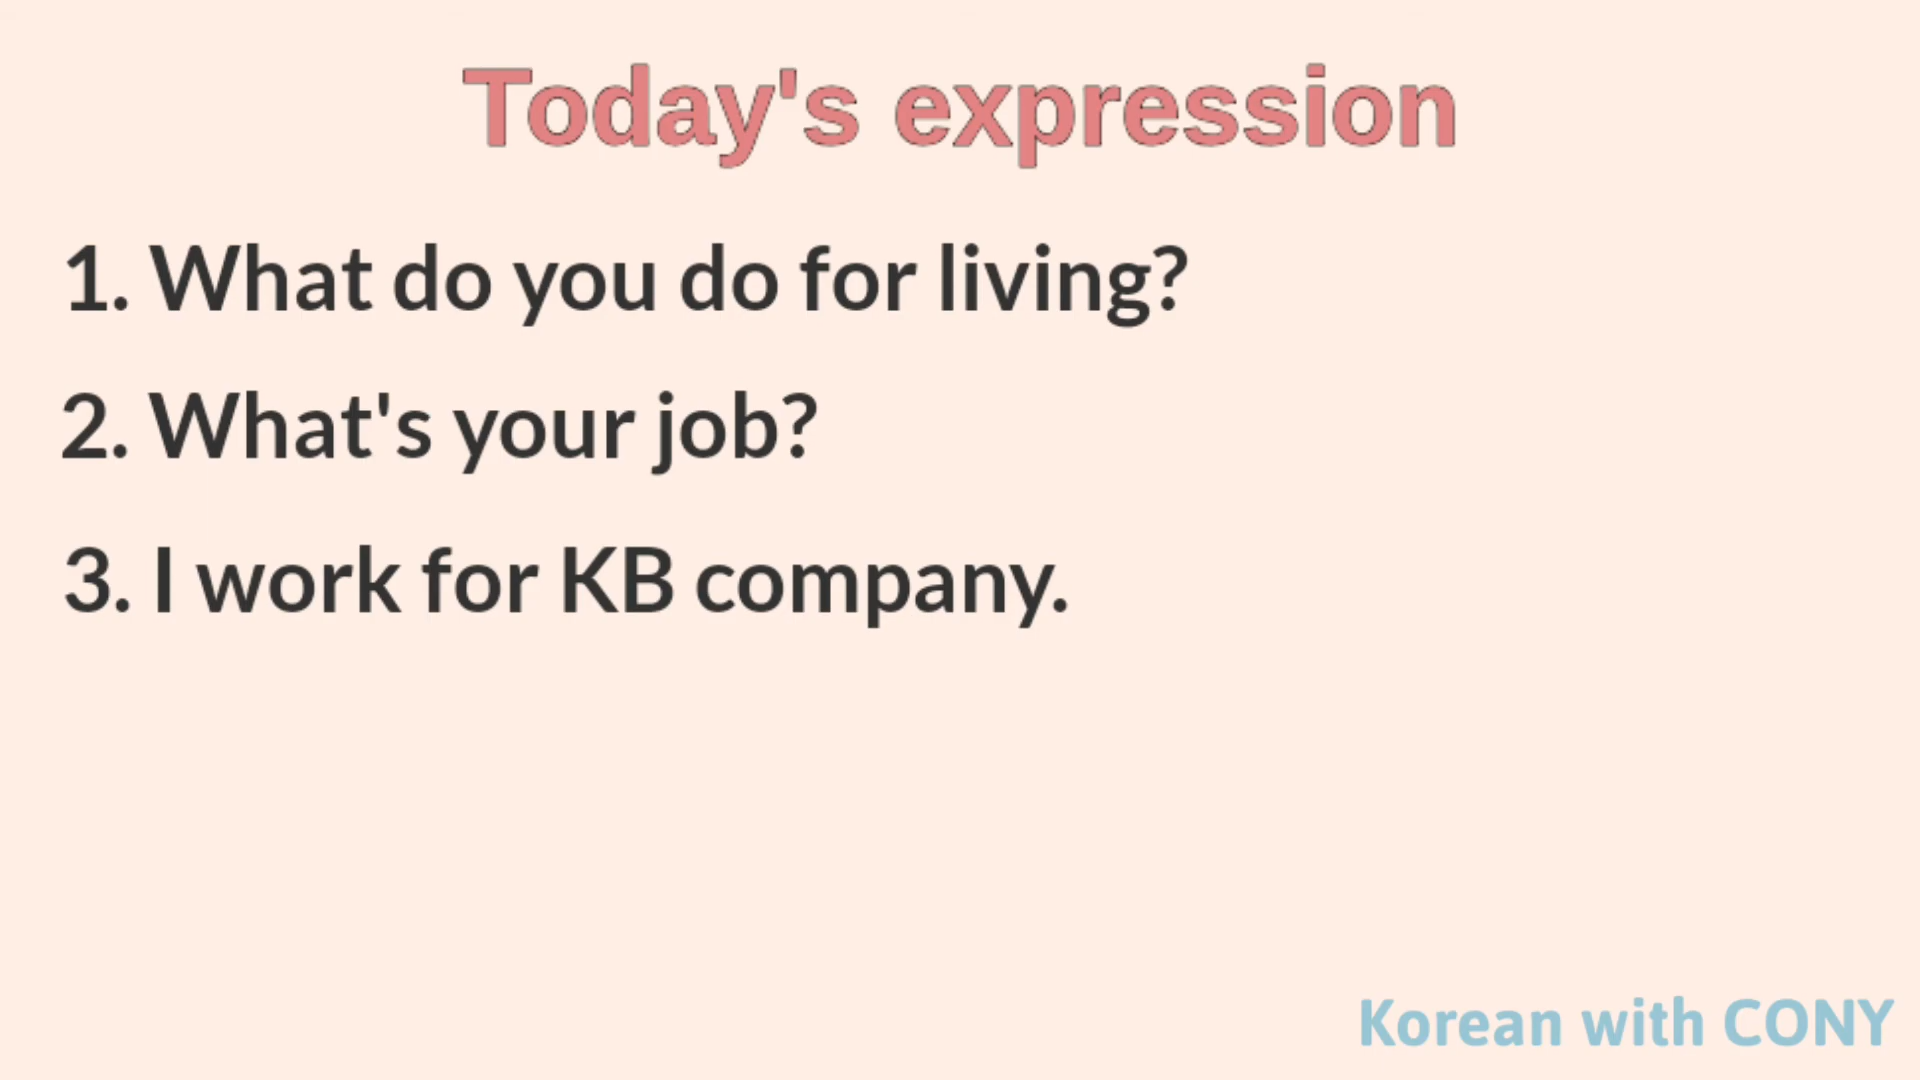 Today's expression
1. What do you do for living?
2. What's your job?
3. I work for KB company.
Korean with CONY